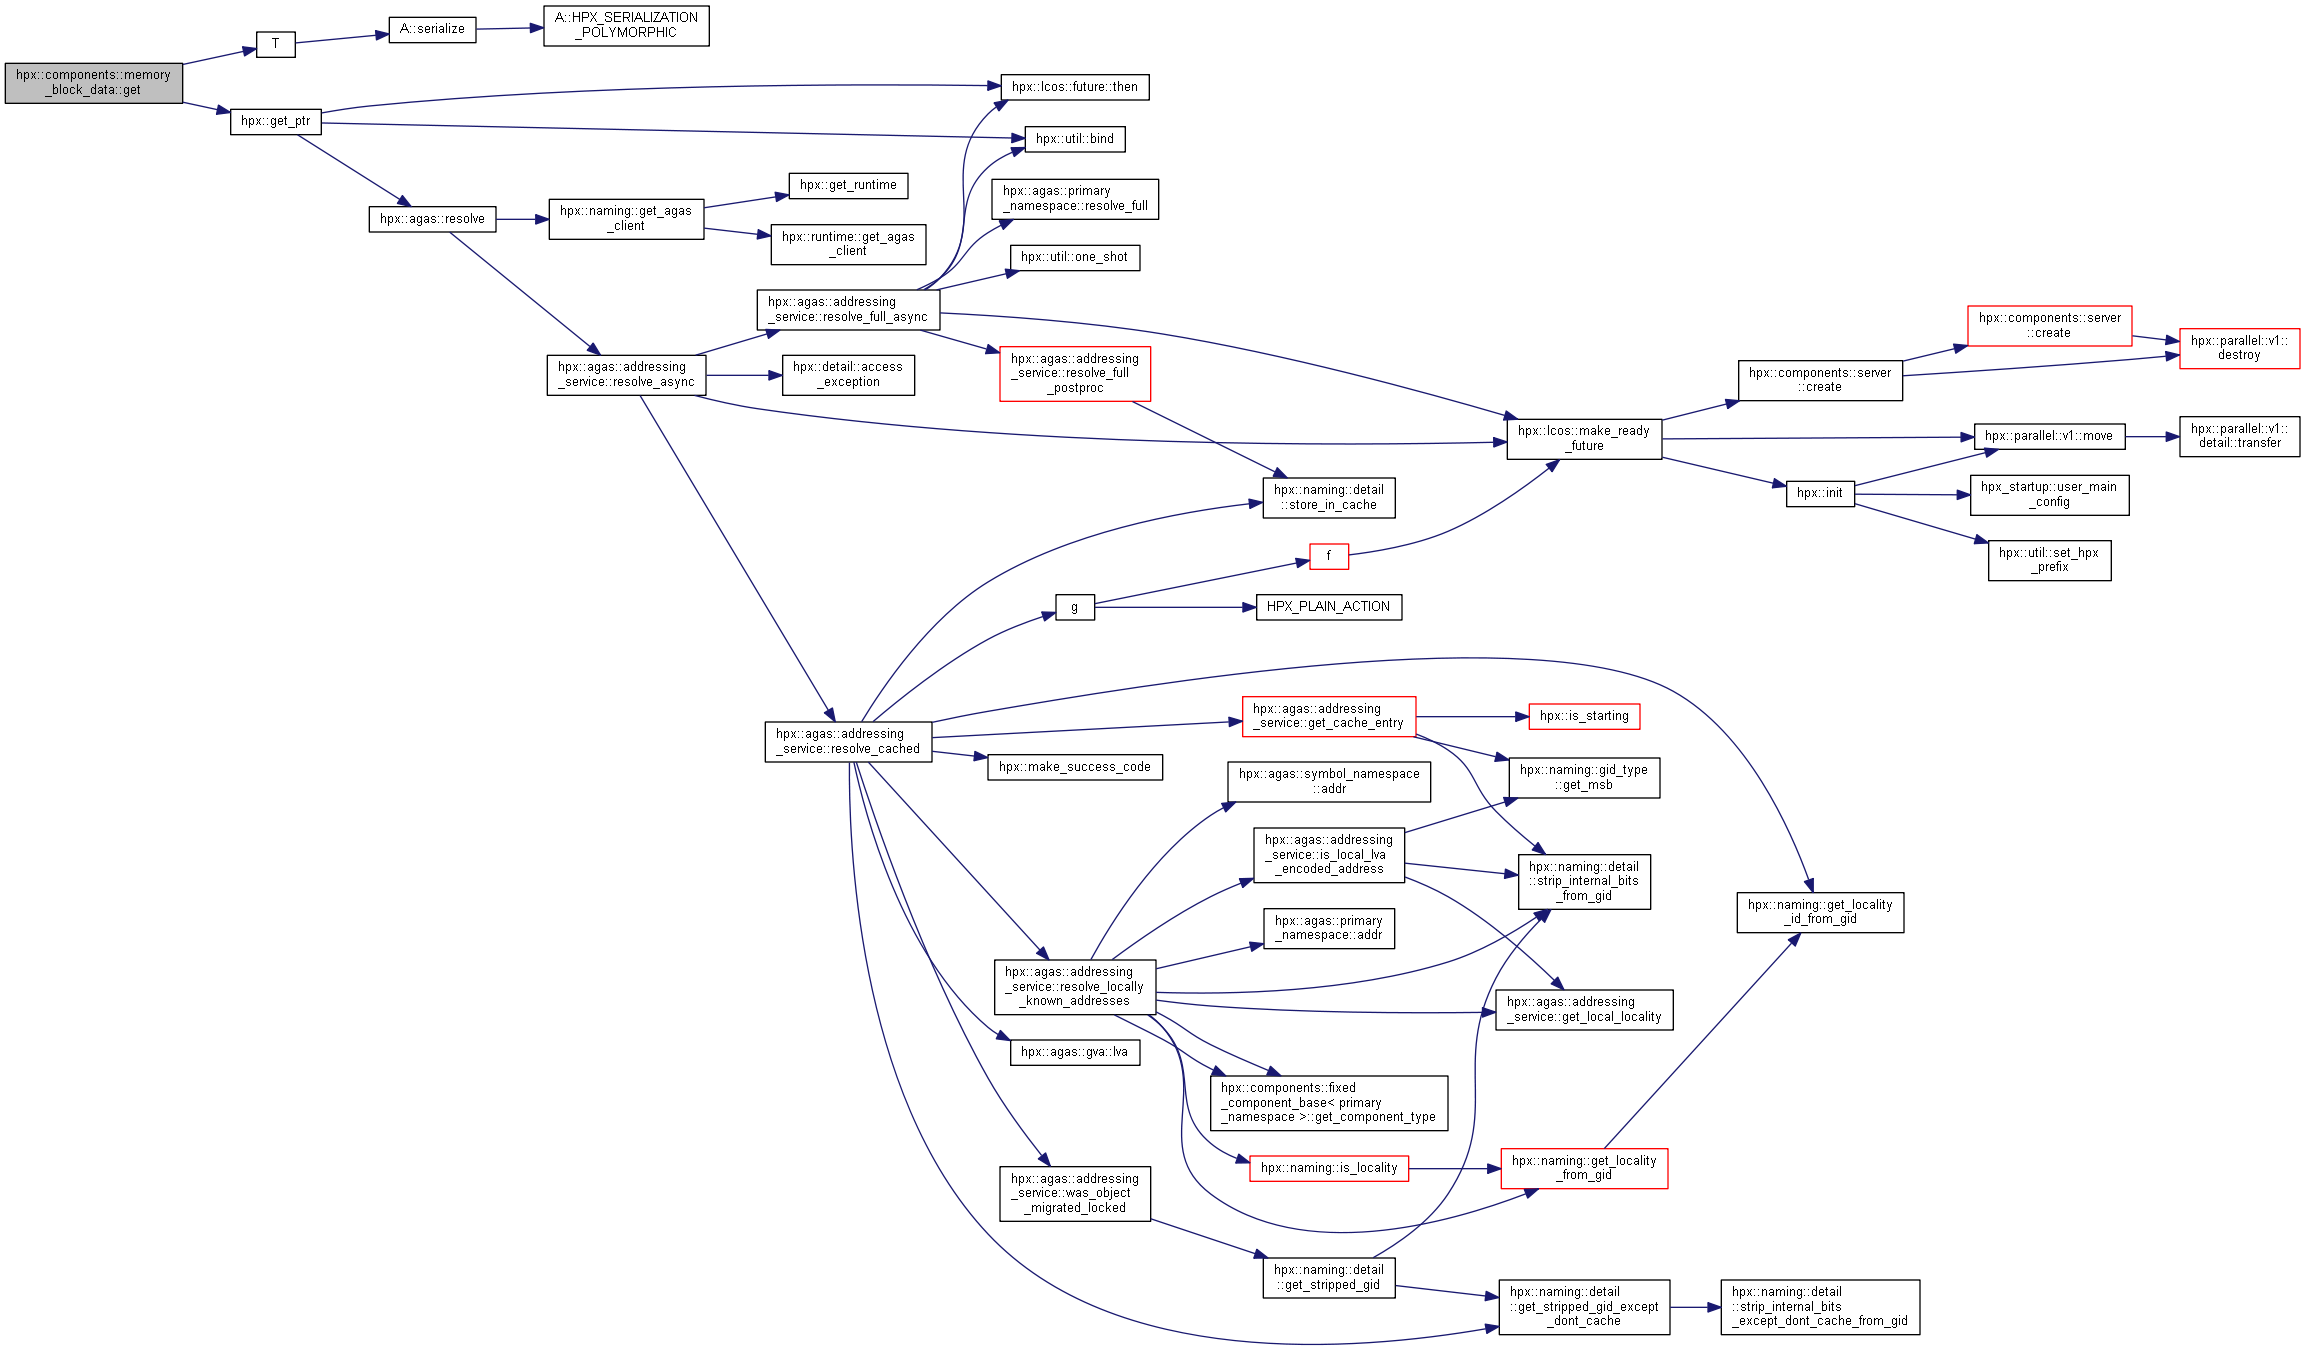 hpx::components::memory
_block_data::get
T
A::serialize
A::HPX_SERIALIZATION
_POLYMORPHIC
hpx::get_ptr
hpx::lcos::future::then
hpx::util::bind
hpx::agas::resolve
hpx::naming::get_agas
_client
hpx::get_runtime
hpx::runtime::get_agas
_client
hpx::agas::primary
_namespace::resolve_full
hpx::util::one_shot
hpx::agas::addressing
_service::resolve_full_async
hpx::agas::addressing
_service::resolve_async
hpx::detail::access
_exception
hpx::agas::addressing
_service::resolve_full
_postproc
hpx::lcos::make_ready
_future
hpx::components::server
::create
hpx::components::server
::create
hpx::parallel::v1::
destroy
hpx::parallel::v1::move
hpx::parallel::v1::
detail::transfer
hpx::init
hpx_startup::user_main
_config
hpx::util::set_hpx
_prefix
hpx::naming::detail
::store_in_cache
f
g
HPX_PLAIN_ACTION
hpx::agas::addressing
_service::resolve_cached
hpx::agas::addressing
_service::get_cache_entry
hpx::is_starting
hpx::make_success_code
hpx::naming::gid_type
::get_msb
hpx::agas::symbol_namespace
::addr
hpx::agas::addressing
_service::is_local_lva
_encoded_address
hpx::naming::detail
::strip_internal_bits
_from_gid
hpx::agas::primary
_namespace::addr
hpx::naming::get_locality
_id_from_gid
hpx::agas::addressing
_service::resolve_locally
_known_addresses
hpx::agas::addressing
_service::get_local_locality
hpx::agas::gva::lva
hpx::components::fixed
_component_base< primary
_namespace >::get_component_type
hpx::naming::is_locality
hpx::naming::get_locality
_from_gid
hpx::agas::addressing
_service::was_object
_migrated_locked
hpx::naming::detail
::get_stripped_gid
hpx::naming::detail
::get_stripped_gid_except
_dont_cache
hpx::naming::detail
::strip_internal_bits
_except_dont_cache_from_gid